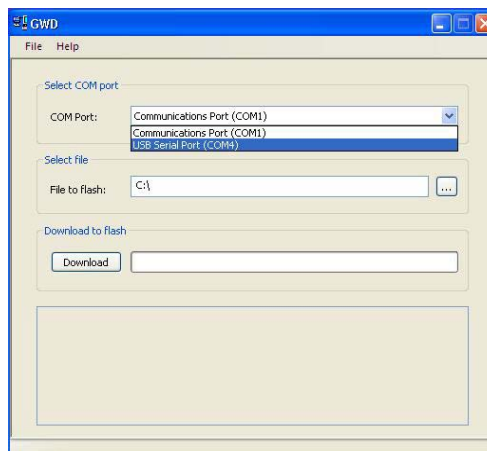 GWD
File Help
Select COM port
COM Port: Communications Port (COM1)
Communications Port (COM1)
USB Serial Port (COM4)
Select file
File to flash: C:\ ...
Download to flash
Download